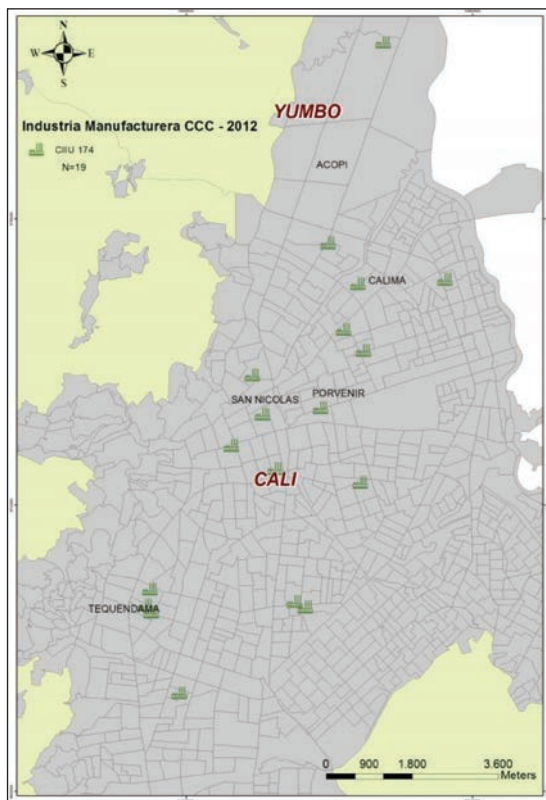 N
W E
S
YUMBO
Industria Manufacturera CCC - 2012
CIIU 174
N=19
ACOPI
CALIMA
SAN NICOLAS
PORVENIR
CALI
TEQUENDAMA
0 900 1.800 3.600
Meters